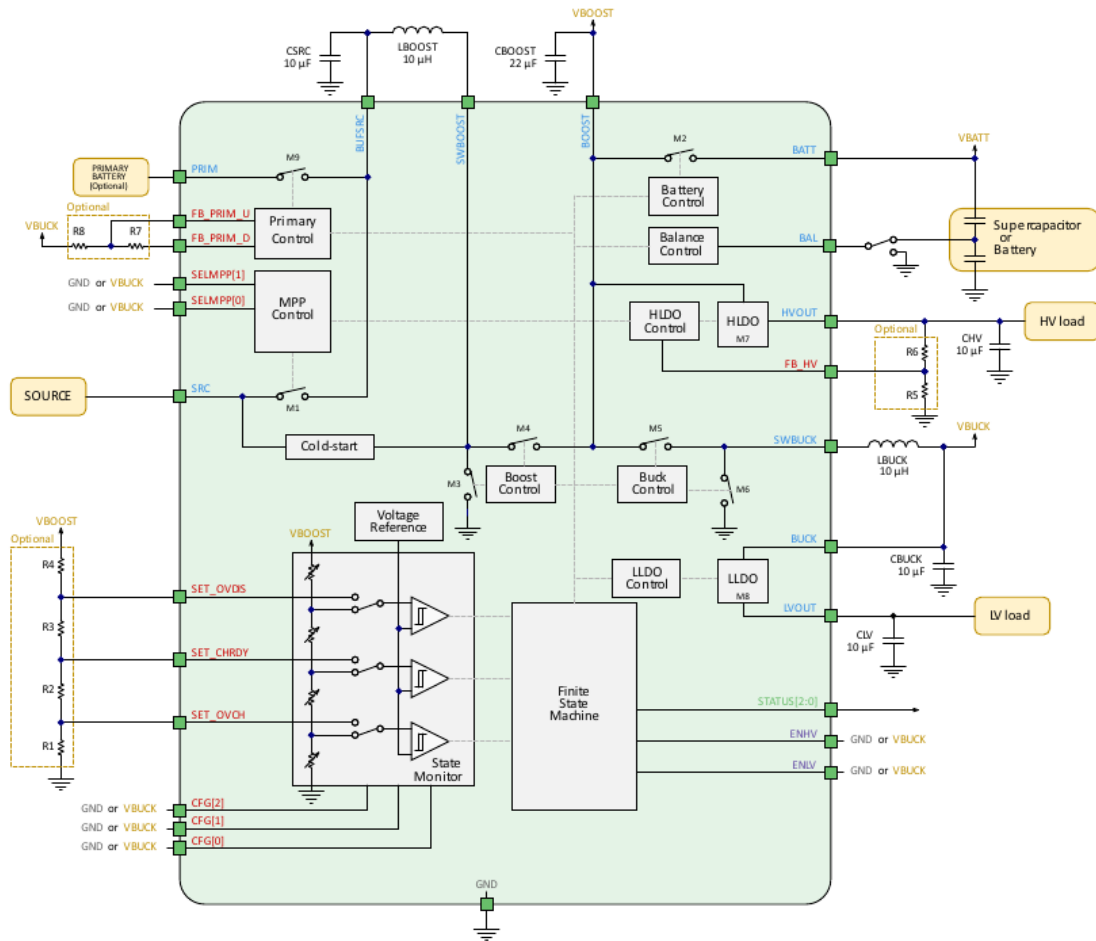 VBOOST
CSRC
10 µF
LBOOST
10 µH
CBOOST
22 µF
BUFSRC
SWBOOST
BOOST
M2
VBATT
BATT
PRIMARY
BATTERY
(Optional)
PRIM
M9
Battery
Control
Optional
FB_PRIM_U
VBUCK
R8
R7
FB_PRIM_D
Primary
Control
Balance
Control
BAL
Supercapacitor
or
Battery
SELMPP[1]
GND or VBUCK
SELMPP[0]
GND or VBUCK
MPP
Control
HLDO
Control
HLDO
M7
HVOUT
HV load
Optional
R6
R5
CHV
10 µF
FB_HV
SOURCE
SRC
M1
Cold-start
M4
M5
SWBUCK
VBUCK
LBUCK
10 µH
M3
Boost
Control
Buck
Control
M6
VBOOST
Optional
R4
R3
R2
R1
Voltage
Reference
VBOOST
BUCK
CBUCK
10 µF
LLDO
Control
LLDO
M8
SET_OVDIS
LVOUT
LV load
CLV
10 µF
SET_CHRDY
SET_OVCH
Finite
State
Machine
STATUS[2:0]
ENHV
GND or VBUCK
State
Monitor
ENLV
GND or VBUCK
CFG[2]
GND or VBUCK
CFG[1]
GND or VBUCK
CFG[0]
GND or VBUCK
GND